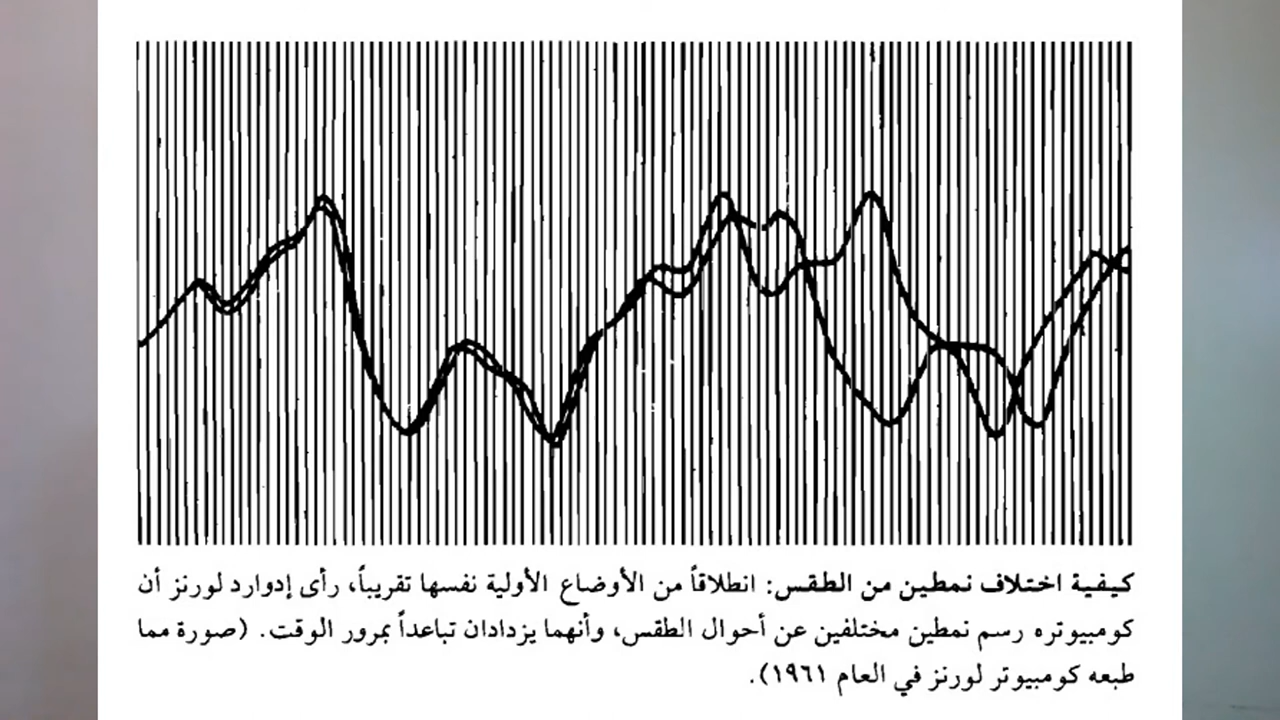 كيفية اختلاف نمطين من الطقس: انطلاقاً من الأوضاع الأولية نفسها تقريباً، رأى إدوارد لورنز أن
كومبيوتره رسم نمطين مختلفين عن أحوال الطقس، وأنهما يزدادان تباعداً بمرور الوقت. (صورة مما
طبعه كومبيوتر لورنز في العام ١٩٦١).